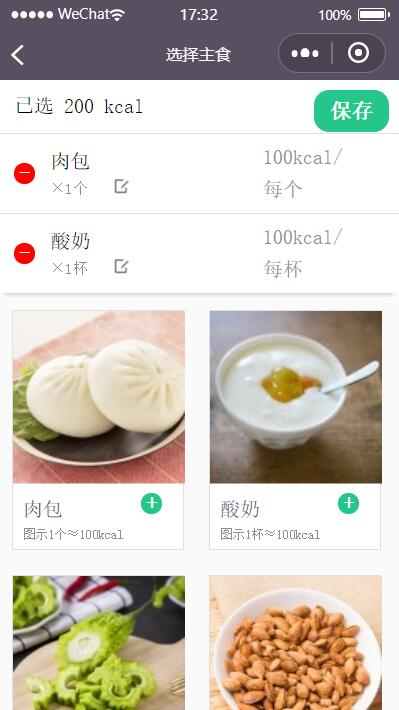 WeChat 17:32 100%
选择主食
已选 200 kcal 保存
肉包 100kcal/
×1个 每个
酸奶 100kcal/
×1杯 每杯
肉包 酸奶
图示1个≈100kcal 图示1杯≈100kcal